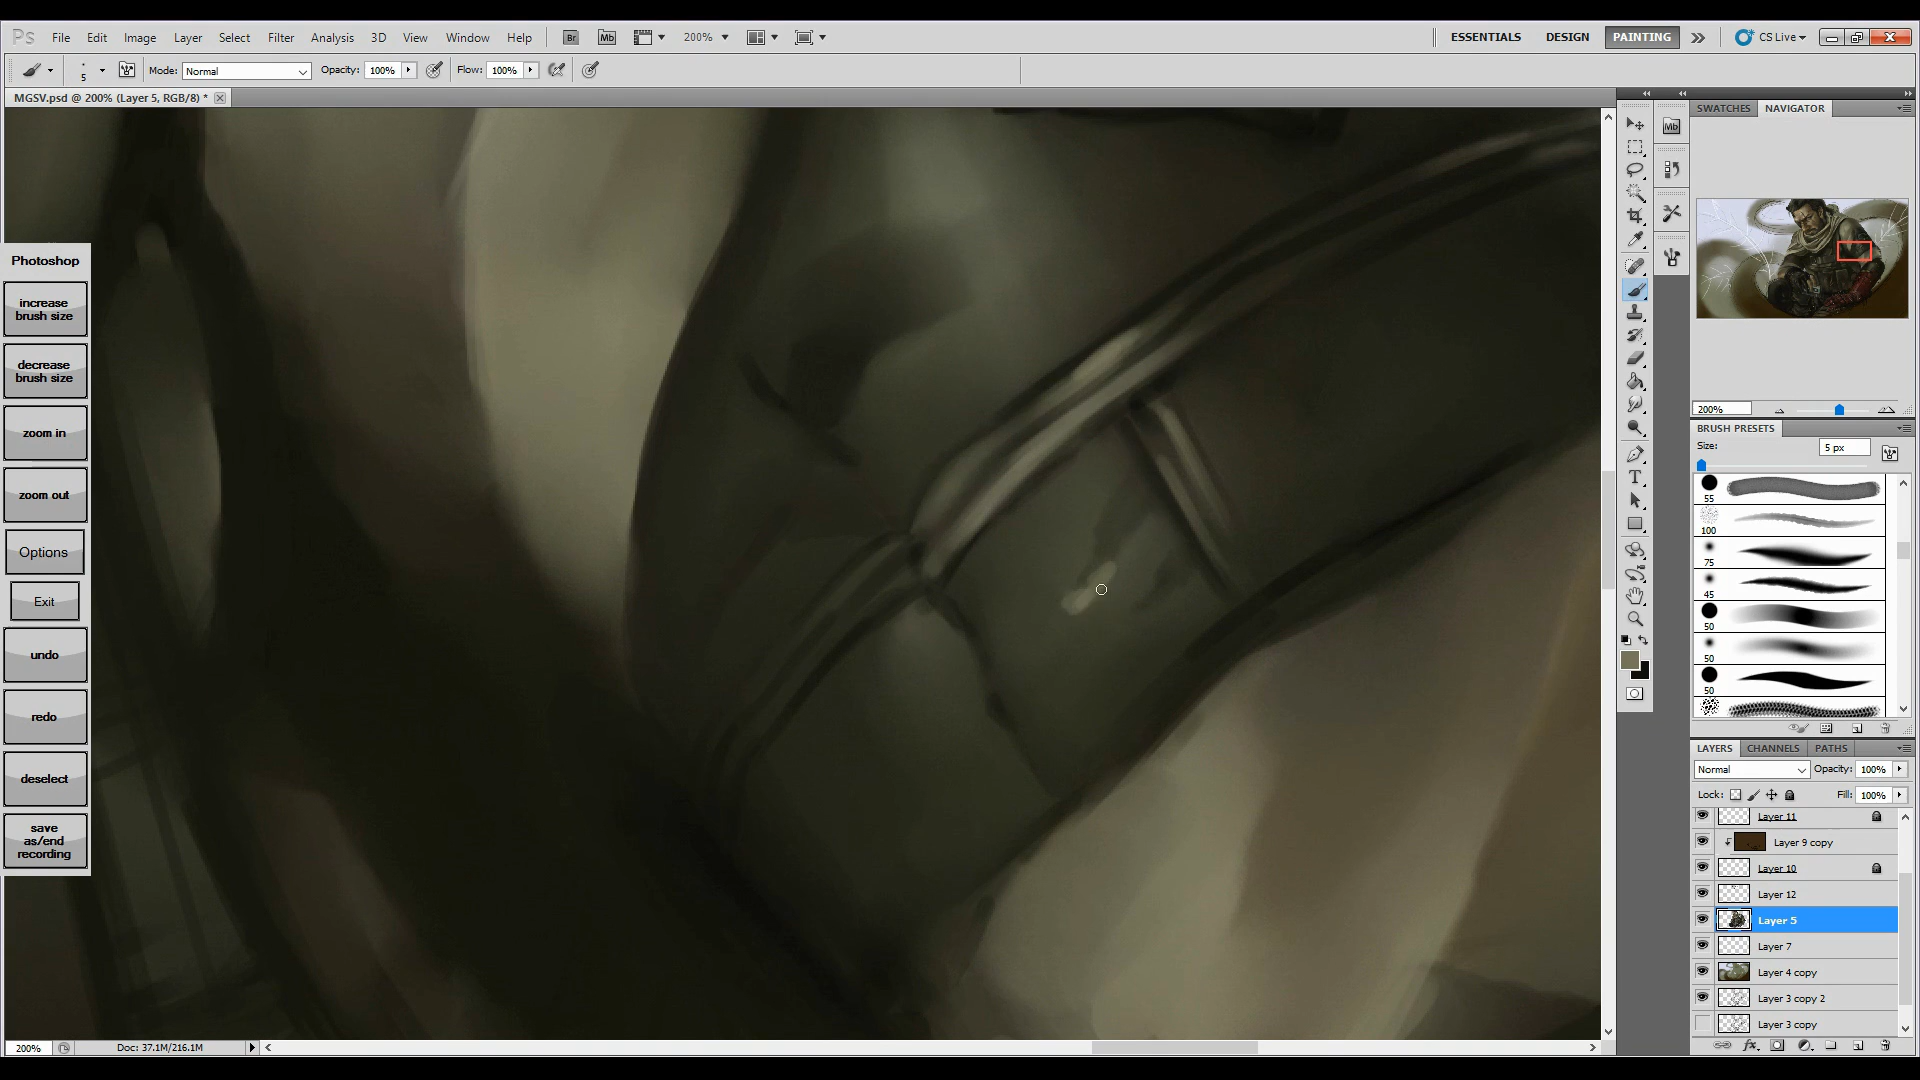 Ps File Edit Image Layer Select Filter Analysis 3D View Window Help Br Mb 200% ESSENTIALS DESIGN PAINTING CS Live
5 Mode: Normal Opacity: 100% Flow: 100%
MGSV.psd @ 200% (Layer 5, RGB/8) *
SWATCHES NAVIGATOR
Mb
Photoshop
increase
brush size
decrease
brush size
zoom in
zoom out
Options
Exit
undo
redo
deselect
save
as/end
recording
200%
BRUSH PRESETS
Size: 5 px
55
100
75
45
50
50
50
T
LAYERS CHANNELS PATHS
Normal Opacity: 100%
Lock: Fill: 100%
Layer 11
Layer 9 copy
Layer 10
Layer 12
Layer 5
Layer 7
Layer 4 copy
Layer 3 copy 2
Layer 3 copy
fx
200% Doc: 37.1M/216.1M